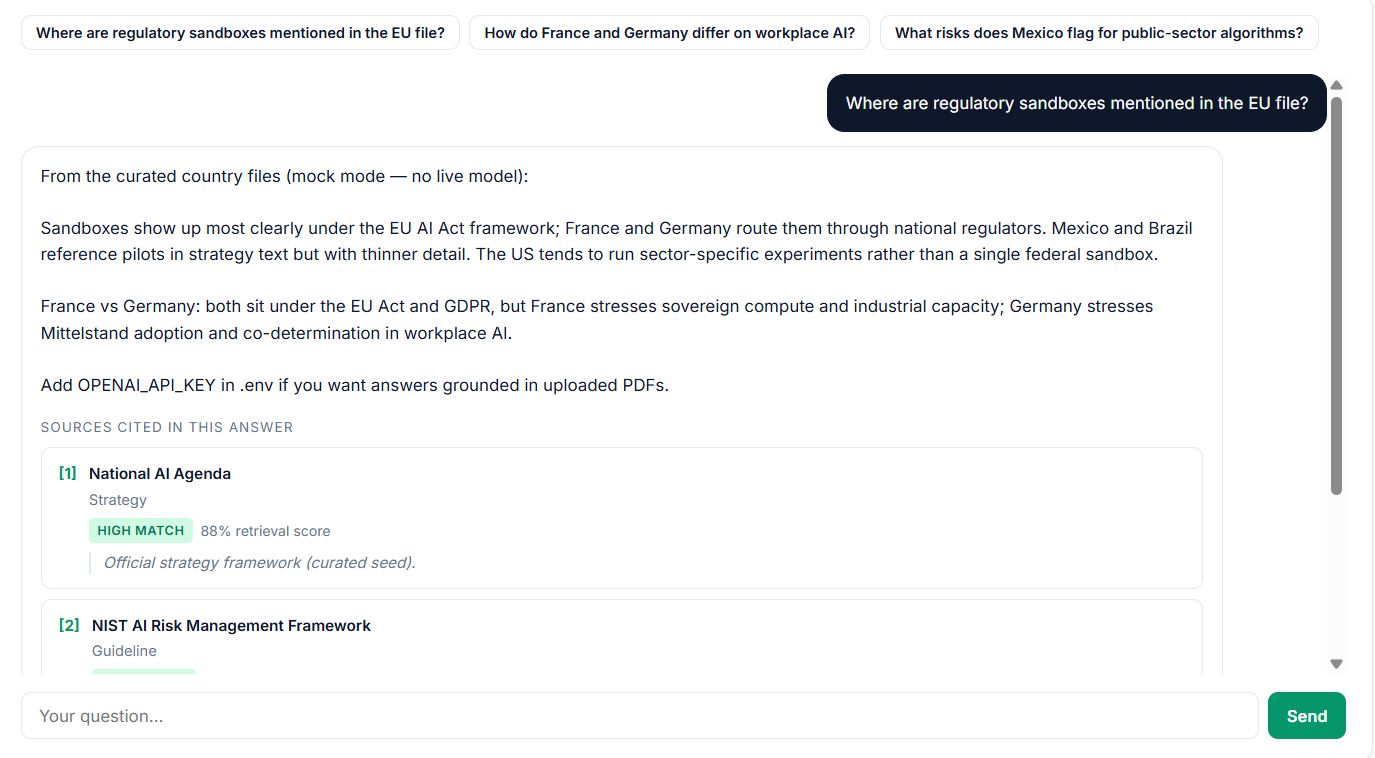 Where are regulatory sandboxes mentioned in the EU file?
How do France and Germany differ on workplace AI?
What risks does Mexico flag for public-sector algorithms?
Where are regulatory sandboxes mentioned in the EU file?
From the curated country files (mock mode — no live model):
Sandboxes show up most clearly under the EU AI Act framework; France and Germany route them through national regulators. Mexico and Brazil
reference pilots in strategy text but with thinner detail. The US tends to run sector-specific experiments rather than a single federal sandbox.
France vs Germany: both sit under the EU Act and GDPR, but France stresses sovereign compute and industrial capacity; Germany stresses
Mittelstand adoption and co-determination in workplace AI.
Add OPENAI_API_KEY in .env if you want answers grounded in uploaded PDFs.
SOURCES CITED IN THIS ANSWER
[1] National AI Agenda
Strategy
HIGH MATCH 88% retrieval score
Official strategy framework (curated seed).
[2] NIST AI Risk Management Framework
Guideline
Your question...
Send